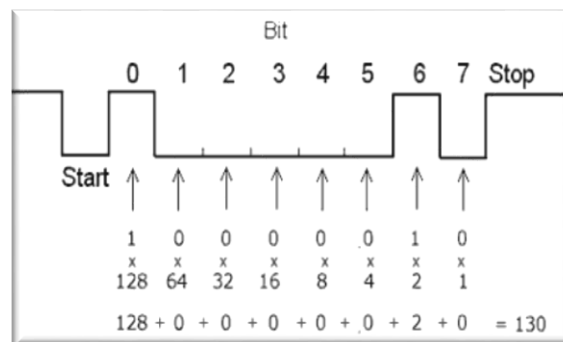 Bit
0 1 2 3 4 5 6 7 Stop
Start
1 0 0 0 0 .0 1 0
x x x x x x x x
128 64 32 16 8 4 2 1
128 + 0 + 0 + 0 + 0 + .0 + 2 + 0 = 130